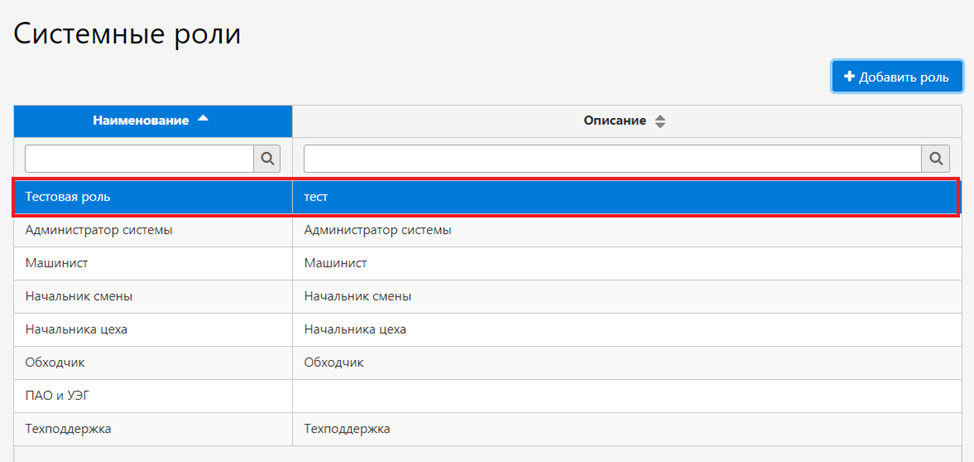 Системные роли
Добавить роль
Наименование Описание
Тестовая роль тест
Администратор системы Администратор системы
Машинист Машинист
Начальник смены Начальник смены
Начальника цеха Начальника цеха
Обходчик Обходчик
ПАО и УЭГ
Техподдержка Техподдержка